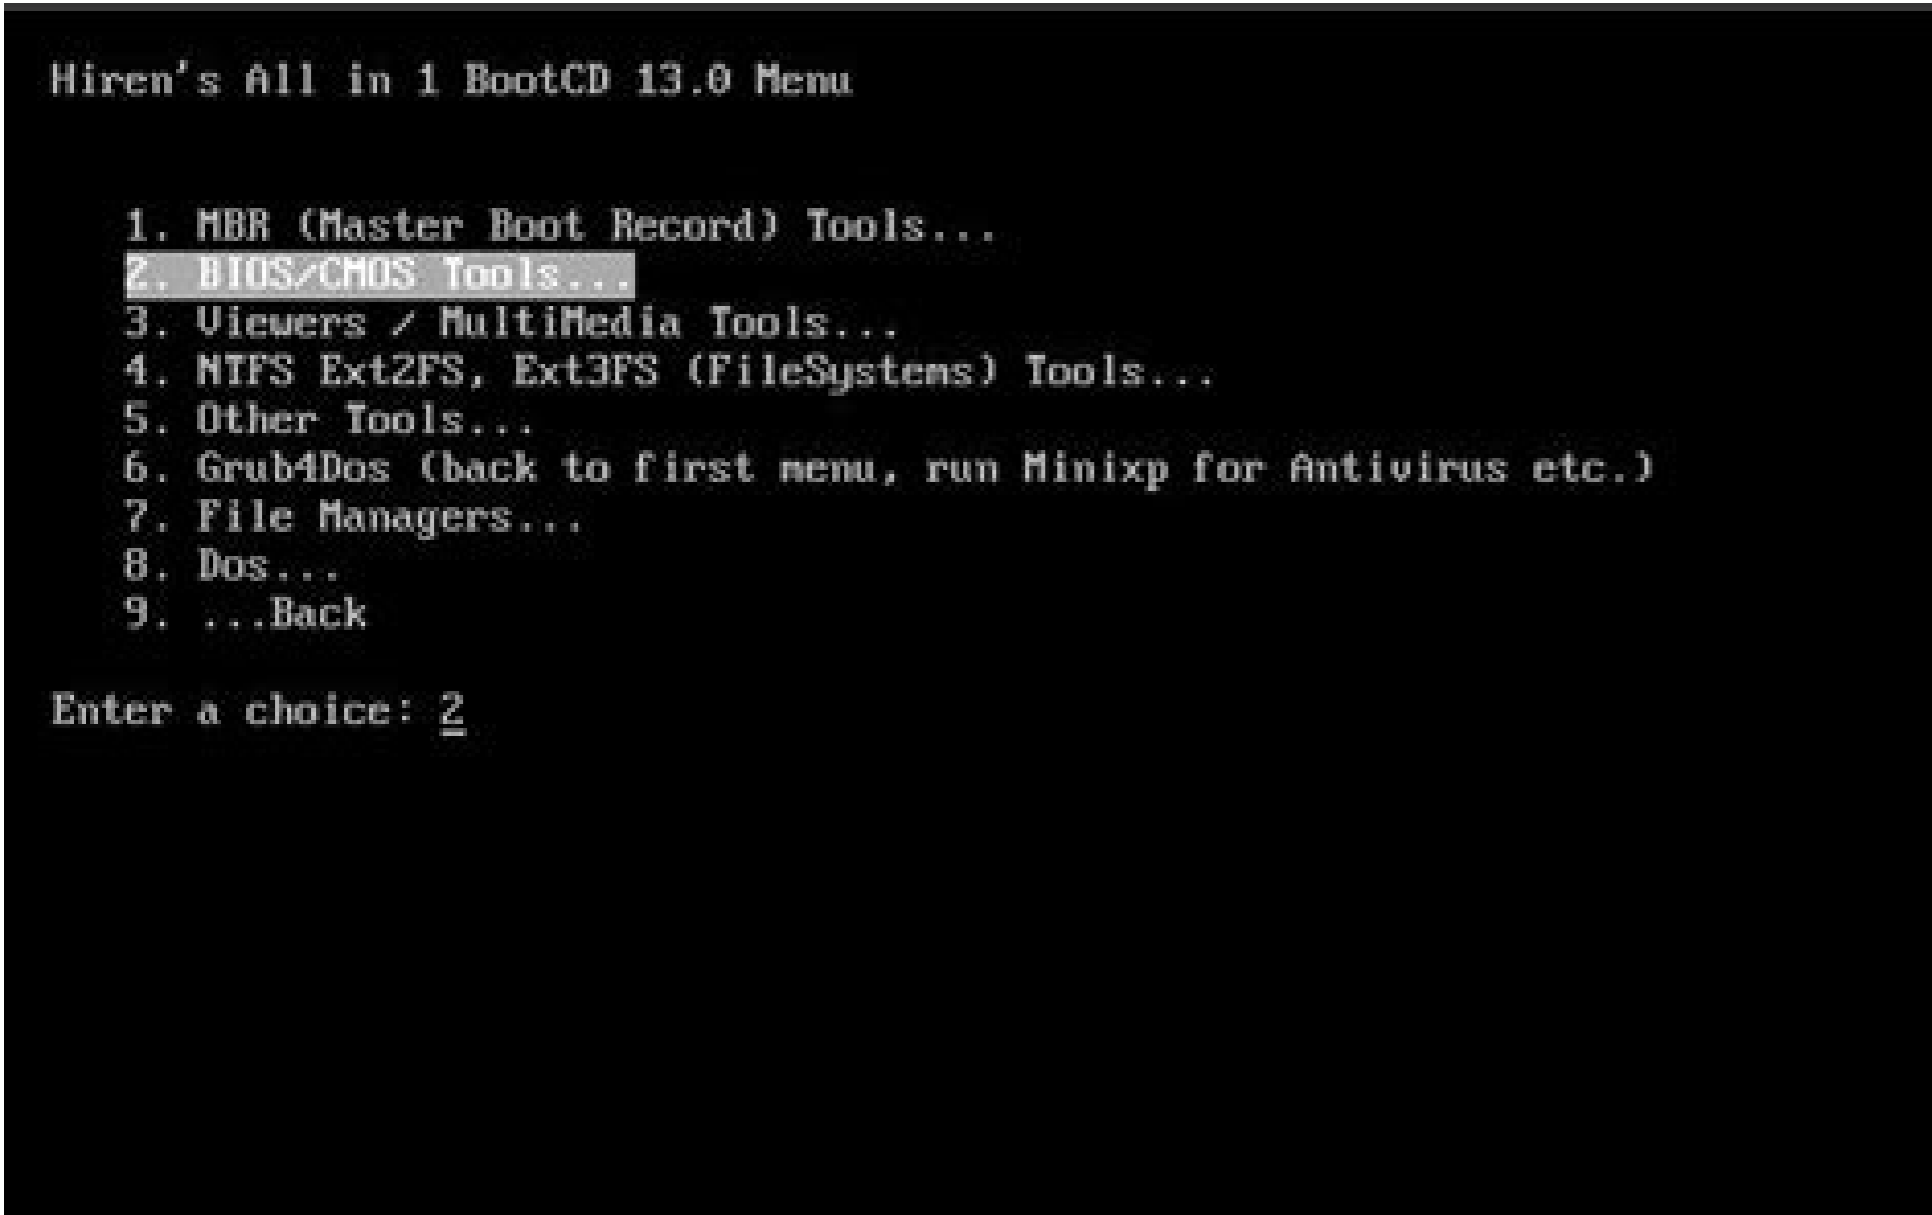 Hiren's All in 1 BootCD 13.0 Menu
1. MBR (Master Boot Record) Tools...
2. BIOS/CMOS Tools...
3. Viewers / MultiMedia Tools...
4. NTFS Ext2FS, Ext3FS (FileSystems) Tools...
5. Other Tools...
6. Grub4Dos (back to first menu, run Minixp for Antivirus etc.)
7. File Managers...
8. Dos...
9. ...Back
Enter a choice: 2